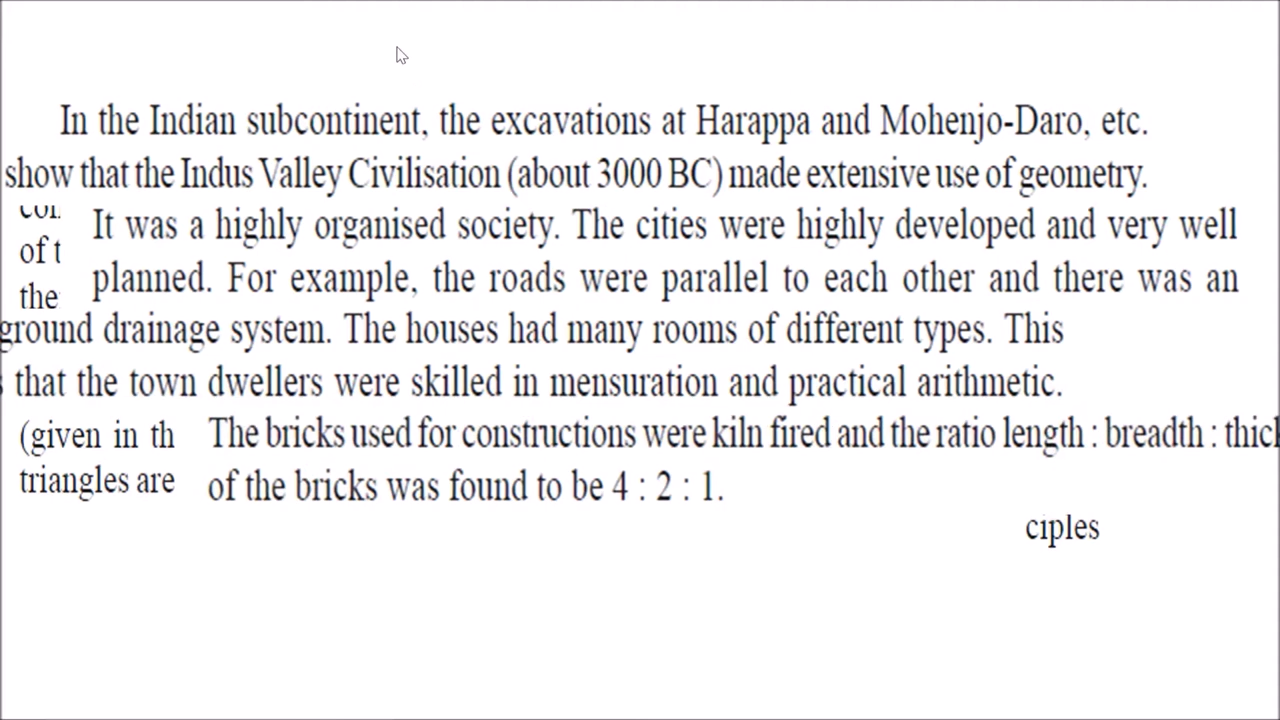 In the Indian subcontinent, the excavations at Harappa and Mohenjo-Daro, etc.
show that the Indus Valley Civilisation (about 3000 BC) made extensive use of geometry.
It was a highly organised society. The cities were highly developed and very well
of t
planned. For example, the roads were parallel to each other and there was an
the
ground drainage system. The houses had many rooms of different types. This
that the town dwellers were skilled in mensuration and practical arithmetic.
(given in th
The bricks used for constructions were kiln fired and the ratio length : breadth : thick
triangles are
of the bricks was found to be 4 : 2 : 1.
ciples